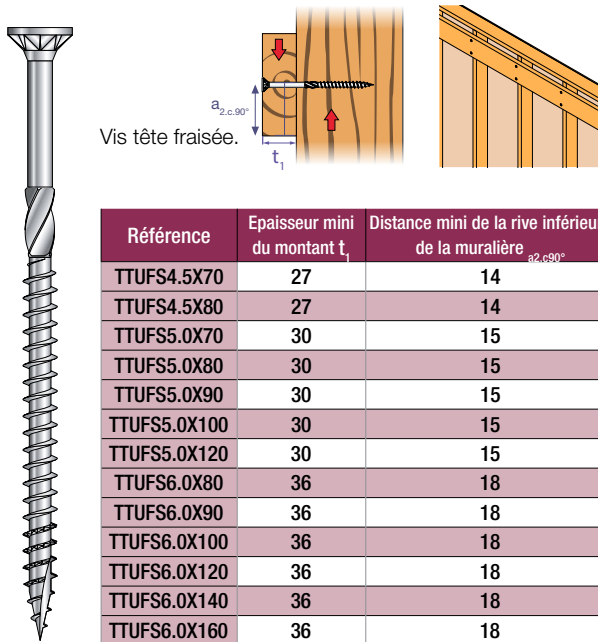 Vis tête fraisée.
a2.c.90°
t1
Référence
Epaisseur mini
du montant t1
Distance mini de la rive inférieu
de la muralière a2,c90°
TTUFS4.5X70 27 14
TTUFS4.5X80 27 14
TTUFS5.0X70 30 15
TTUFS5.0X80 30 15
TTUFS5.0X90 30 15
TTUFS5.0X100 30 15
TTUFS5.0X120 30 15
TTUFS6.0X80 36 18
TTUFS6.0X90 36 18
TTUFS6.0X100 36 18
TTUFS6.0X120 36 18
TTUFS6.0X140 36 18
TTUFS6.0X160 36 18